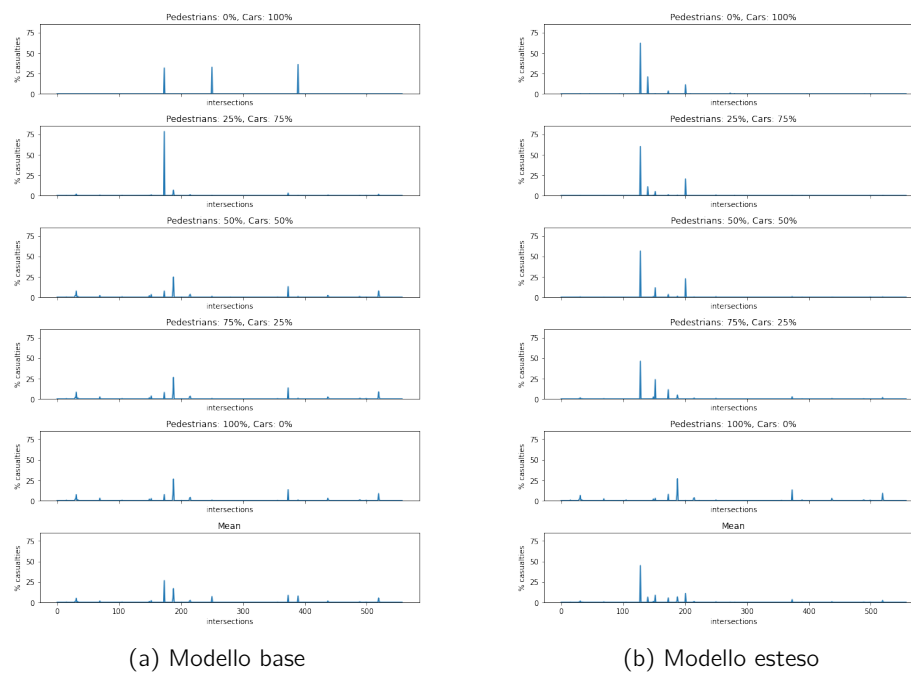 Pedestrians: 0%, Cars: 100%
75
50
25
0
% casualties
intersections
Pedestrians: 25%, Cars: 75%
75
50
25
0
% casualties
intersections
Pedestrians: 50%, Cars: 50%
75
50
25
0
% casualties
intersections
Pedestrians: 75%, Cars: 25%
75
50
25
0
% casualties
intersections
Pedestrians: 100%, Cars: 0%
75
50
25
0
% casualties
intersections
Mean
75
50
25
0
% casualties
0 100 200 300 400 500
intersections
(a) Modello base
Pedestrians: 0%, Cars: 100%
75
50
25
0
% casualties
intersections
Pedestrians: 25%, Cars: 75%
75
50
25
0
% casualties
intersections
Pedestrians: 50%, Cars: 50%
75
50
25
0
% casualties
intersections
Pedestrians: 75%, Cars: 25%
75
50
25
0
% casualties
intersections
Pedestrians: 100%, Cars: 0%
75
50
25
0
% casualties
intersections
Mean
75
50
25
0
% casualties
0 100 200 300 400 500
intersections
(b) Modello esteso